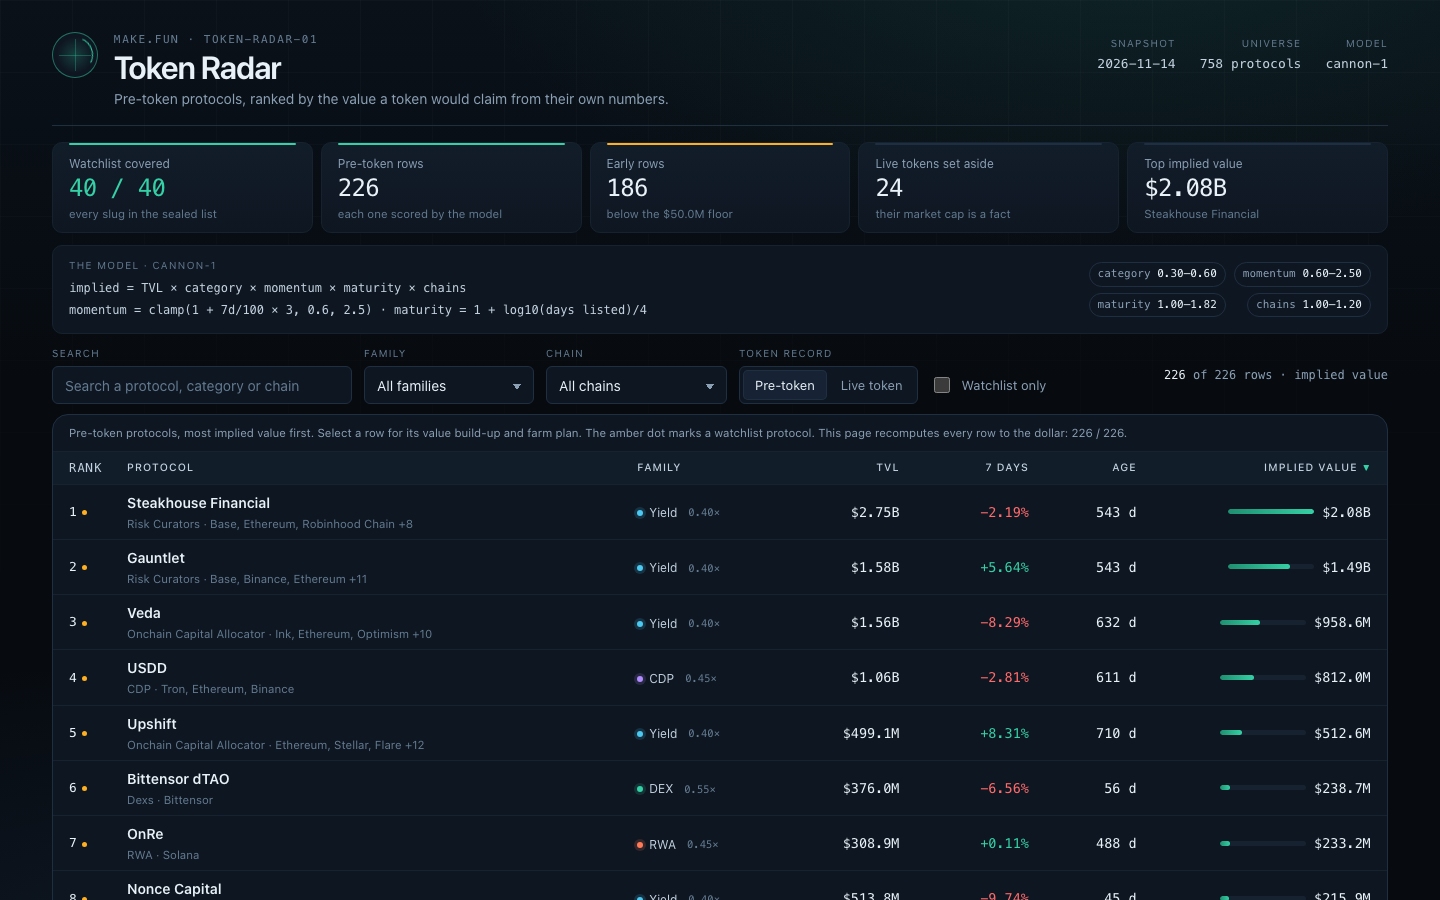 MAKE.FUN · TOKEN-RADAR-01
Token Radar
Pre-token protocols, ranked by the value a token would claim from their own numbers.
SNAPSHOT
2026-11-14
UNIVERSE
758 protocols
MODEL
cannon-1
Watchlist covered
40 / 40
every slug in the sealed list
Pre-token rows
226
each one scored by the model
Early rows
186
below the $50.0M floor
Live tokens set aside
24
their market cap is a fact
Top implied value
$2.08B
Steakhouse Financial
THE MODEL · CANNON-1
implied = TVL × category × momentum × maturity × chains
momentum = clamp(1 + 7d/100 × 3, 0.6, 2.5) · maturity = 1 + log10(days listed)/4
category 0.30–0.60
momentum 0.60–2.50
maturity 1.00–1.82
chains 1.00–1.20
SEARCH
Search a protocol, category or chain
FAMILY
All families
CHAIN
All chains
TOKEN RECORD
Pre-token
Live token
Watchlist only
226 of 226 rows · implied value
Pre-token protocols, most implied value first. Select a row for its value build-up and farm plan. The amber dot marks a watchlist protocol. This page recomputes every row to the dollar: 226 / 226.
RANK PROTOCOL FAMILY TVL 7 DAYS AGE IMPLIED VALUE ▼
1 Steakhouse Financial Yield 0.40× $2.75B −2.19% 543 d $2.08B
Risk Curators · Base, Ethereum, Robinhood Chain +8
2 Gauntlet Yield 0.40× $1.58B +5.64% 543 d $1.49B
Risk Curators · Base, Binance, Ethereum +11
3 Veda Yield 0.40× $1.56B −8.29% 632 d $958.6M
Onchain Capital Allocator · Ink, Ethereum, Optimism +10
4 USDD CDP 0.45× $1.06B −2.81% 611 d $812.0M
CDP · Tron, Ethereum, Binance
5 Upshift Yield 0.40× $499.1M +8.31% 710 d $512.6M
Onchain Capital Allocator · Ethereum, Stellar, Flare +12
6 Bittensor dTAO DEX 0.55× $376.0M −6.56% 56 d $238.7M
Dexs · Bittensor
7 OnRe RWA 0.45× $308.9M +0.11% 488 d $233.2M
RWA · Solana
8 Nonce Capital Yield 0.40× $513.8M −9.74% 45 d $215.9M